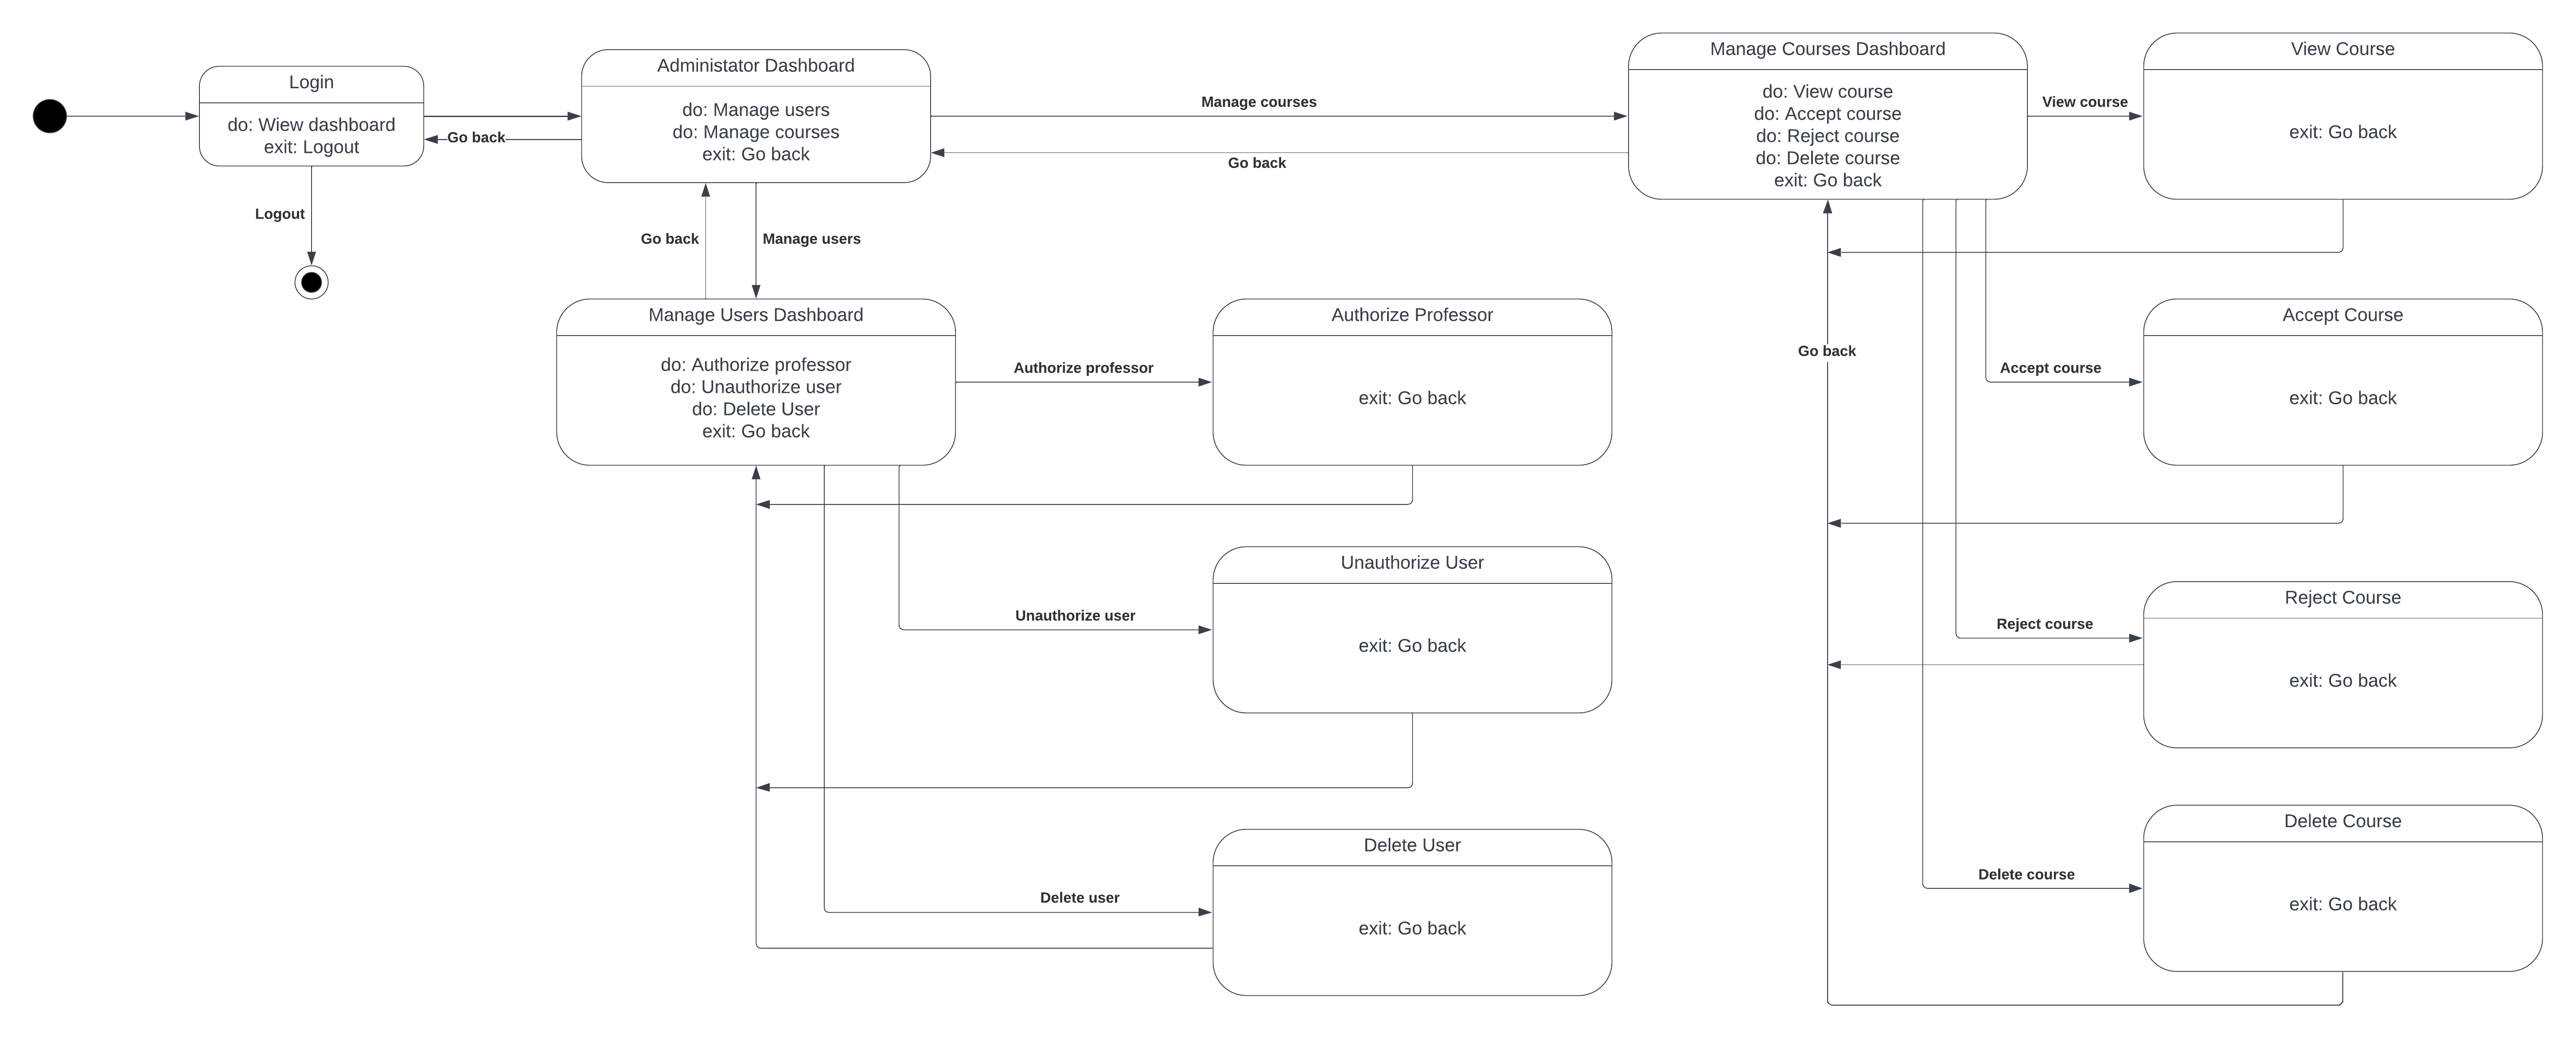 Login
do: Wiew dashboard
exit: Logout
Go back
Logout
Administator Dashboard
do: Manage users
do: Manage courses
exit: Go back
Manage courses
Go back
Go back
Manage users
Manage Courses Dashboard
do: View course
do: Accept course
do: Reject course
do: Delete course
exit: Go back
View course
View Course
exit: Go back
Manage Users Dashboard
do: Authorize professor
do: Unauthorize user
do: Delete User
exit: Go back
Authorize professor
Authorize Professor
exit: Go back
Go back
Accept course
Accept Course
exit: Go back
Unauthorize user
Unauthorize User
exit: Go back
Reject course
Reject Course
exit: Go back
Delete user
Delete User
exit: Go back
Delete course
Delete Course
exit: Go back